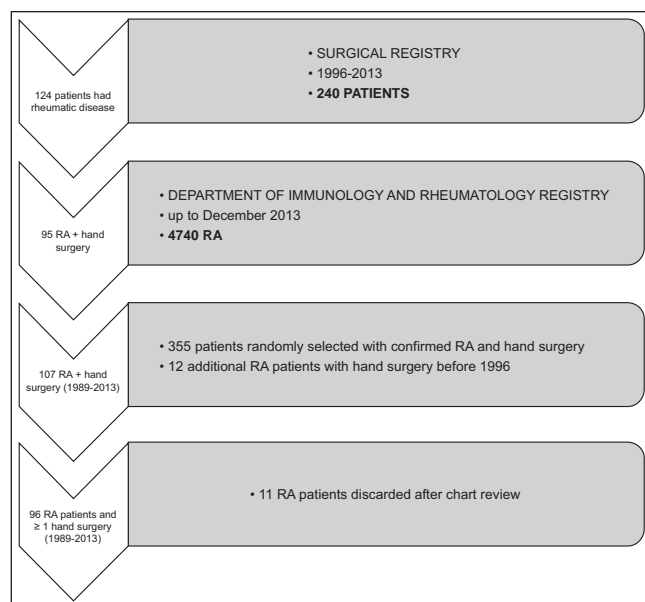 124 patients had
rheumatic disease
• SURGICAL REGISTRY
• 1996-2013
• 240 PATIENTS
95 RA + hand
surgery
• DEPARTMENT OF IMMUNOLOGY AND RHEUMATOLOGY REGISTRY
• up to December 2013
• 4740 RA
107 RA + hand
surgery (1989-2013)
• 355 patients randomly selected with confirmed RA and hand surgery
• 12 additional RA patients with hand surgery before 1996
96 RA patients and
≥ 1 hand surgery
(1989-2013)
• 11 RA patients discarded after chart review